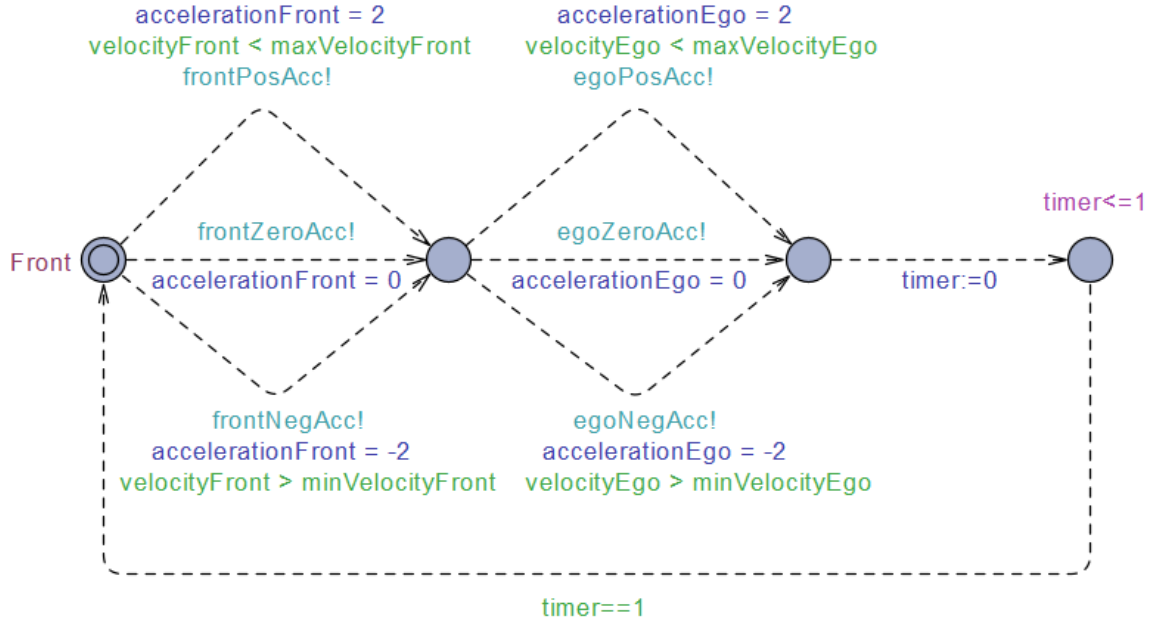 accelerationFront = 2
velocityFront < maxVelocityFront
frontPosAcc!
accelerationEgo = 2
velocityEgo < maxVelocityEgo
egoPosAcc!
timer<=1
Front
frontZeroAcc!
accelerationFront = 0
egoZeroAcc!
accelerationEgo = 0
timer:=0
frontNegAcc!
accelerationFront = -2
velocityFront > minVelocityFront
egoNegAcc!
accelerationEgo = -2
velocityEgo > minVelocityEgo
timer==1